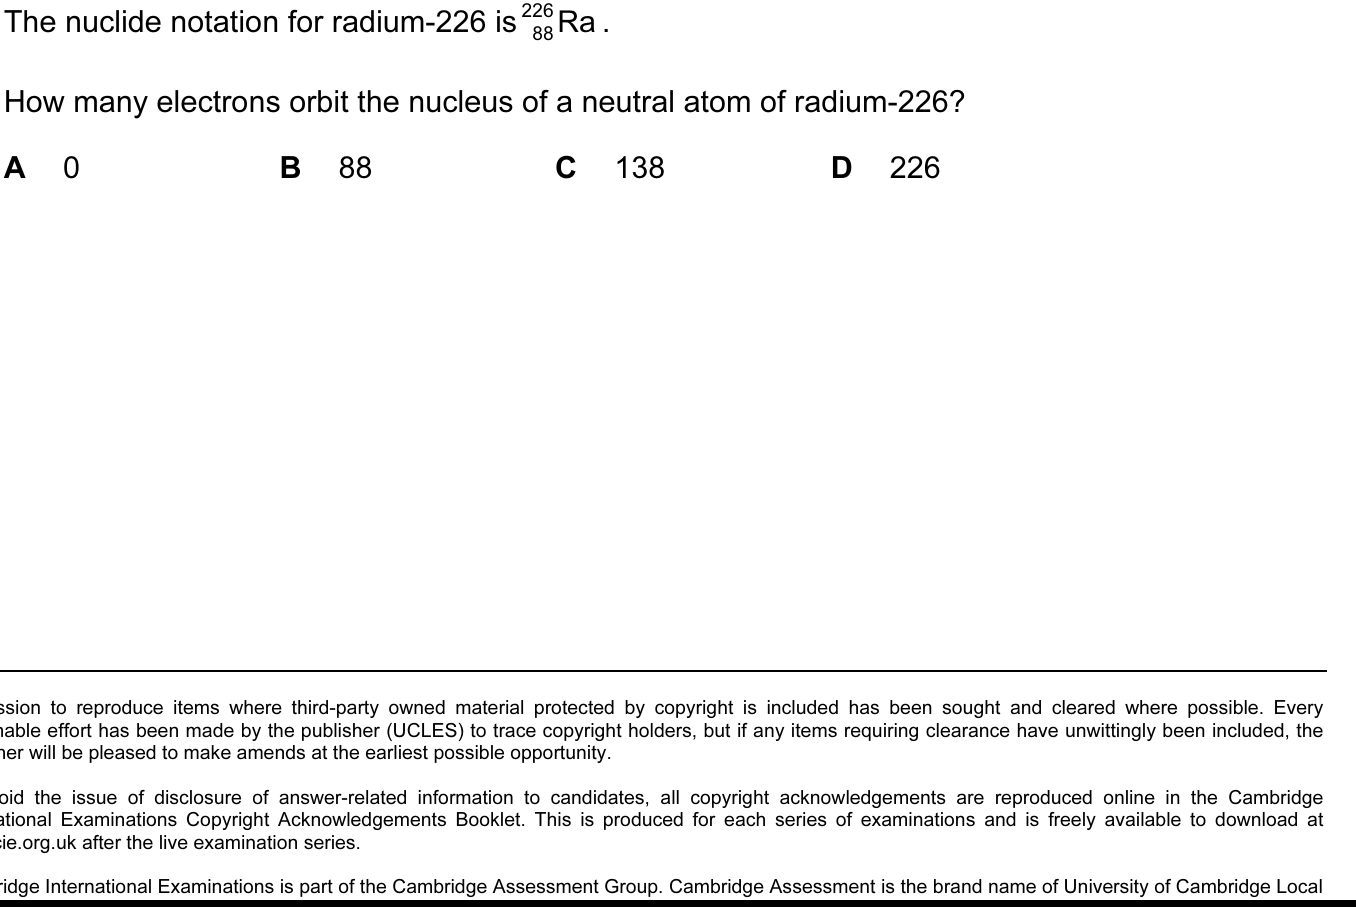 The nuclide notation for radium-226 is ²²⁶₈₈Ra .
How many electrons orbit the nucleus of a neutral atom of radium-226?
A 0 B 88 C 138 D 226
ssion to reproduce items where third-party owned material protected by copyright is included has been sought and cleared where possible. Every
nable effort has been made by the publisher (UCLES) to trace copyright holders, but if any items requiring clearance have unwittingly been included, the
her will be pleased to make amends at the earliest possible opportunity.
oid the issue of disclosure of answer-related information to candidates, all copyright acknowledgements are reproduced online in the Cambridge
ational Examinations Copyright Acknowledgements Booklet. This is produced for each series of examinations and is freely available to download at
cie.org.uk after the live examination series.
ridge International Examinations is part of the Cambridge Assessment Group. Cambridge Assessment is the brand name of University of Cambridge Local